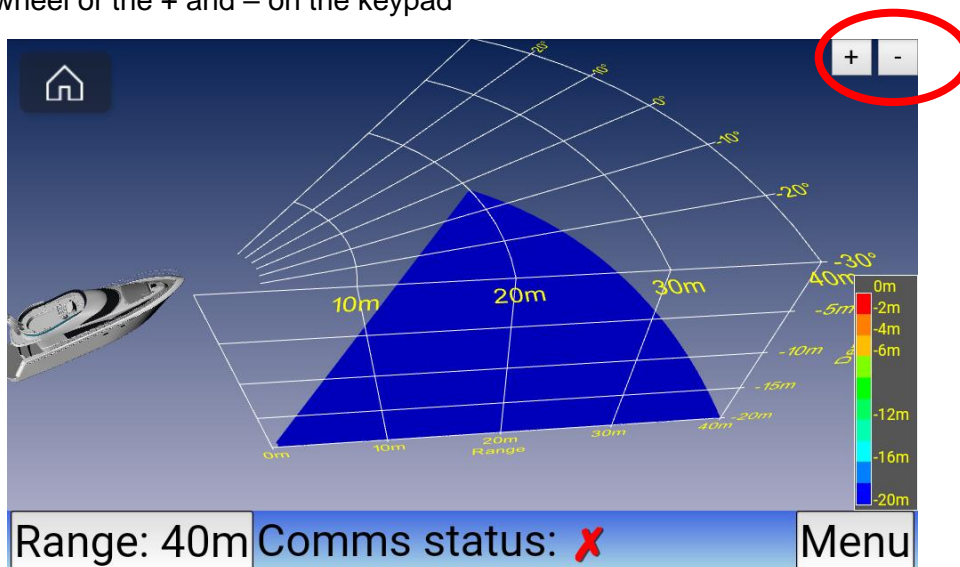 wheel or the + and – on the keypad
+ -
-20°
-10°
0°
-10°
-20°
-30°
10m
20m
30m
40m
0m
-2m
-4m
-6m
-12m
-16m
-20m
-5m
-10m
-15m
-20m
0m
10m
20m
30m
40m
Range
Range: 40m
Comms status: ✗
Menu